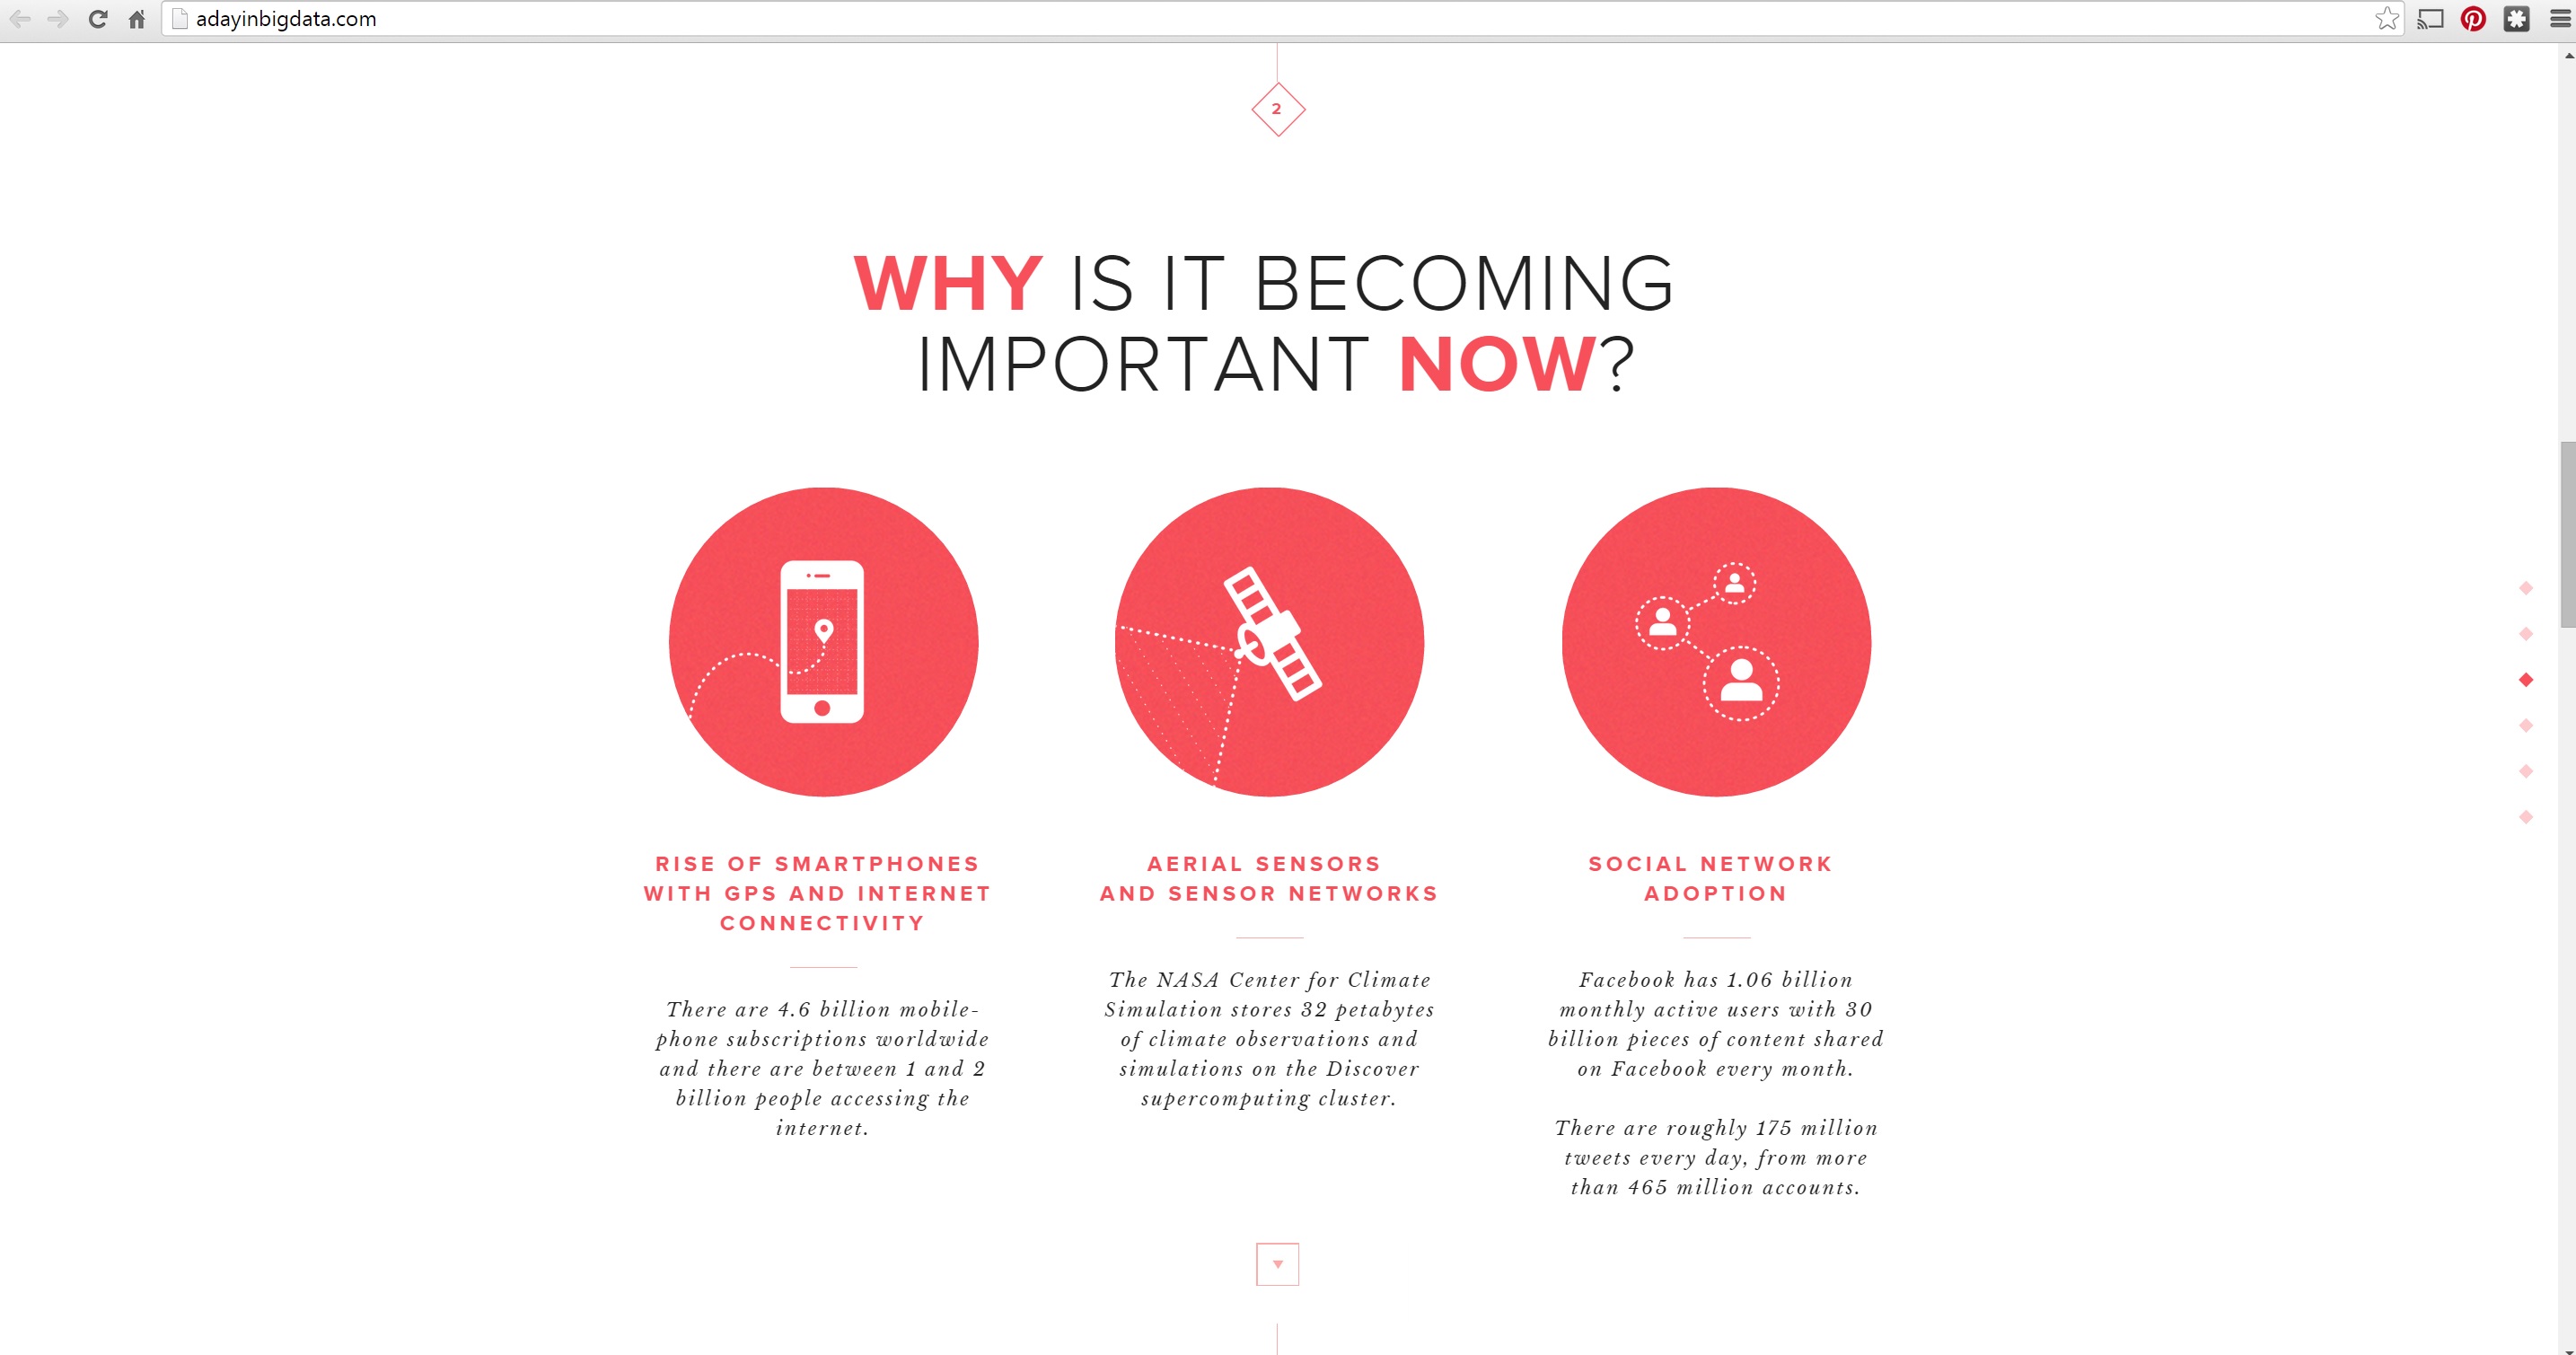 adayinbigdata.com
2
WHY IS IT BECOMING
IMPORTANT NOW?
RISE OF SMARTPHONES
WITH GPS AND INTERNET
CONNECTIVITY
There are 4.6 billion mobile-
phone subscriptions worldwide
and there are between 1 and 2
billion people accessing the
internet.
AERIAL SENSORS
AND SENSOR NETWORKS
The NASA Center for Climate
Simulation stores 32 petabytes
of climate observations and
simulations on the Discover
supercomputing cluster.
SOCIAL NETWORK
ADOPTION
Facebook has 1.06 billion
monthly active users with 30
billion pieces of content shared
on Facebook every month.
There are roughly 175 million
tweets every day, from more
than 465 million accounts.